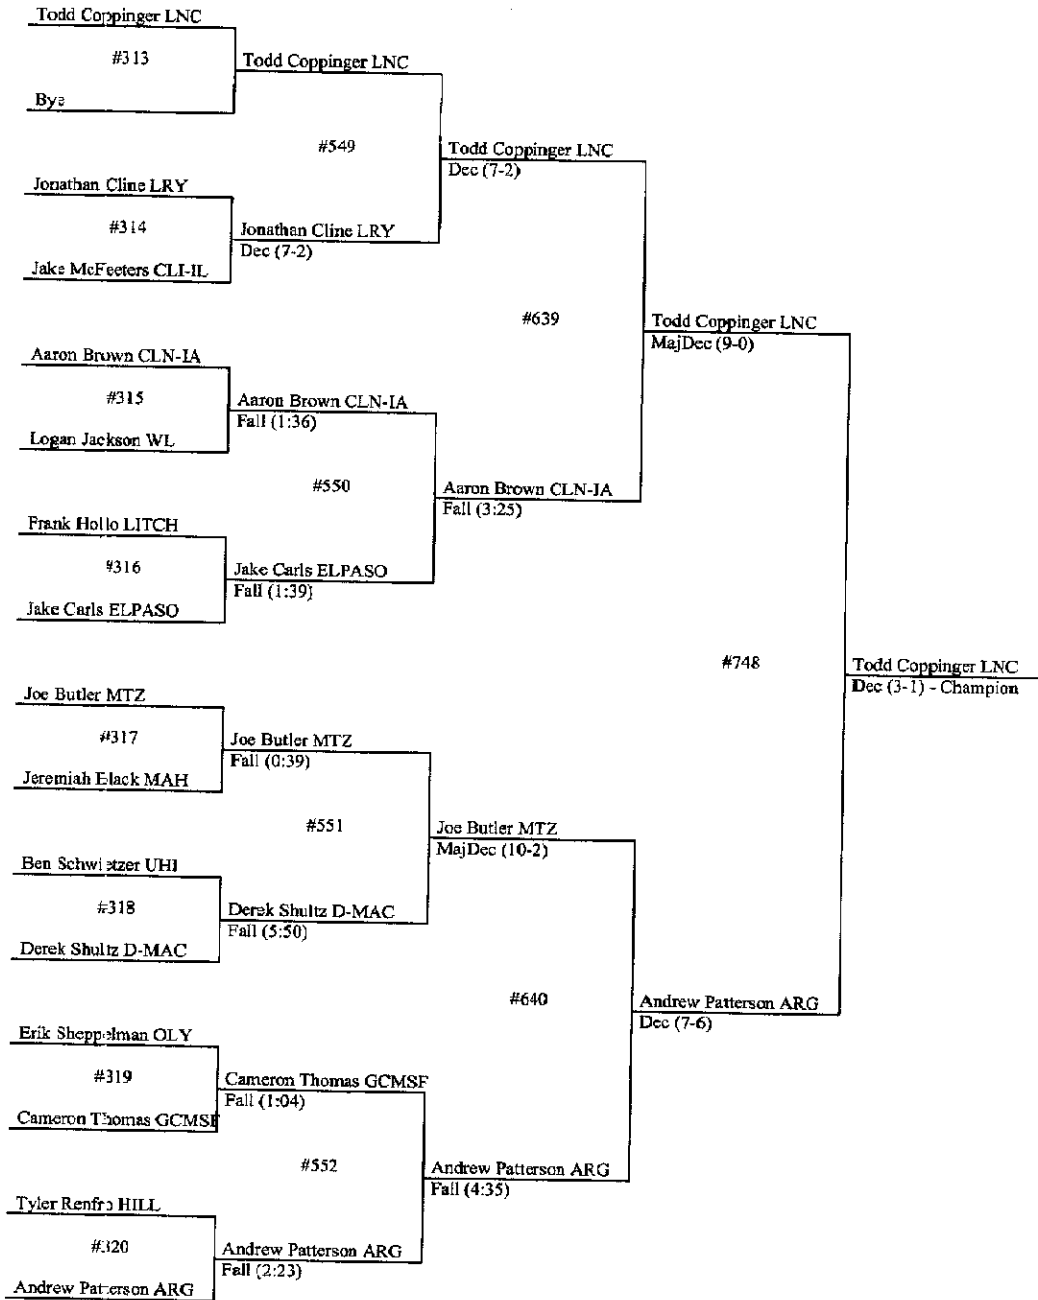 Todd Coppinger LNC
#313
Todd Coppinger LNC
Bye
#549
Todd Coppinger LNC
Dec (7-2)
Jonathan Cline LRY
#314
Jonathan Cline LRY
Dec (7-2)
Jake McFeeters CLI-IL
#639
Todd Coppinger LNC
MajDec (9-0)
Aaron Brown CLN-IA
#315
Aaron Brown CLN-IA
Fall (1:36)
Logan Jackson WL
#550
Aaron Brown CLN-IA
Fall (3:25)
Frank Hollo LITCH
#316
Jake Carls ELPASO
Fall (1:39)
Jake Carls ELPASO
#748
Todd Coppinger LNC
Dec (3-1) - Champion
Joe Butler MTZ
#317
Joe Butler MTZ
Fall (0:39)
Jeremiah Black MAH
#551
Joe Butler MTZ
MajDec (10-2)
Ben Schwietzer UHI
#318
Derek Shultz D-MAC
Fall (5:50)
Derek Shultz D-MAC
#640
Andrew Patterson ARG
Dec (7-6)
Erik Sheppelman OLY
#319
Cameron Thomas GCMSF
Fall (1:04)
Cameron Thomas GCMSF
#552
Andrew Patterson ARG
Fall (4:35)
Tyler Renfro HILL
#320
Andrew Patterson ARG
Fall (2:23)
Andrew Patterson ARG